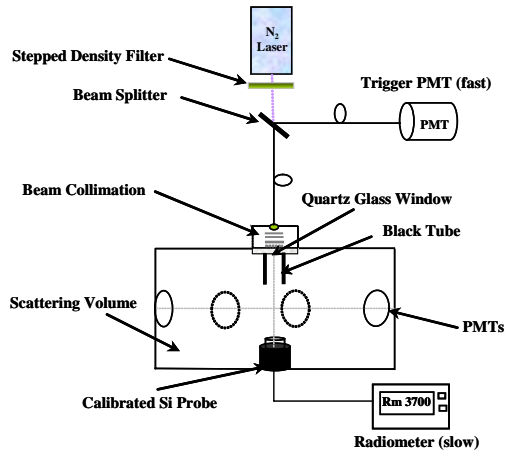 N2
Laser
Stepped Density Filter
Beam Splitter
Trigger PMT (fast)
PMT
Beam Collimation
Quartz Glass Window
Black Tube
Scattering Volume
PMTs
Calibrated Si Probe
Rm 3700
Radiometer (slow)